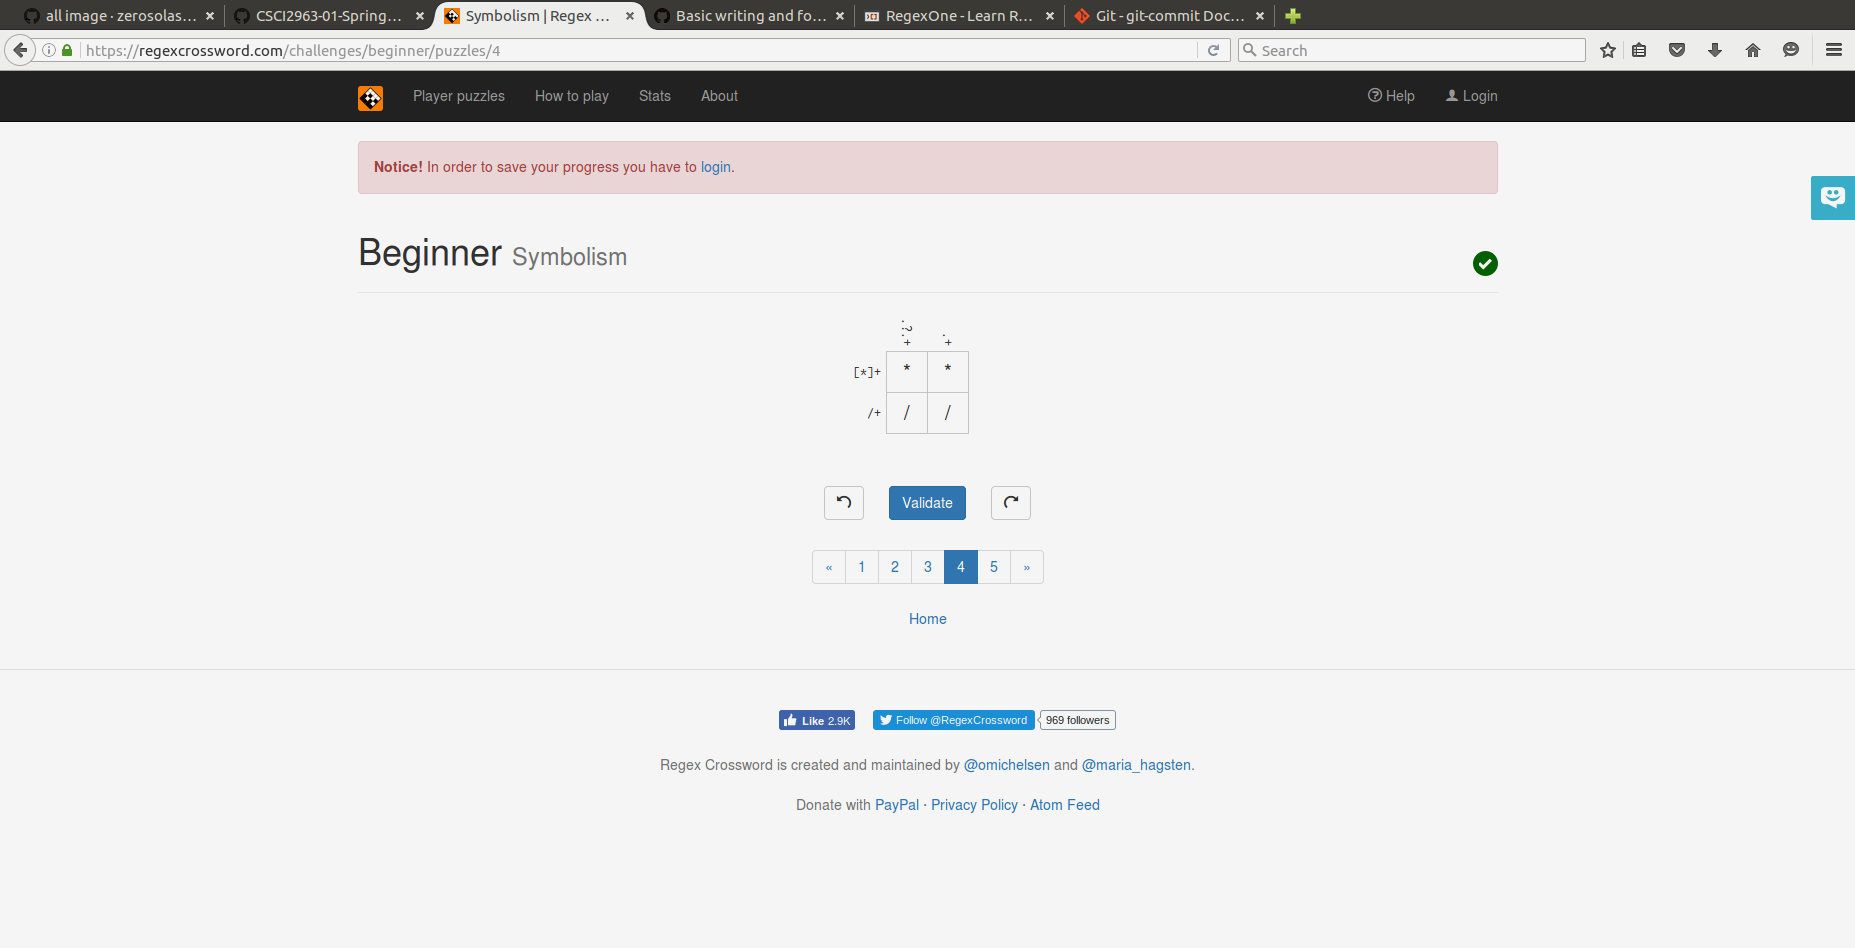 all image · zerosolas... CSCI2963-01-Spring... Symbolism | Regex ... Basic writing and fo... RegexOne - Learn R... Git - git-commit Doc...
https://regexcrossword.com/challenges/beginner/puzzles/4 Search
Player puzzles How to play Stats About Help Login
Notice! In order to save your progress you have to login.
Beginner Symbolism
.?.+ .+
[*]+ * *
/+ / /
Validate
« 1 2 3 4 5 »
Home
Like 2.9K Follow @RegexCrossword 969 followers
Regex Crossword is created and maintained by @omichelsen and @maria_hagsten.
Donate with PayPal · Privacy Policy · Atom Feed